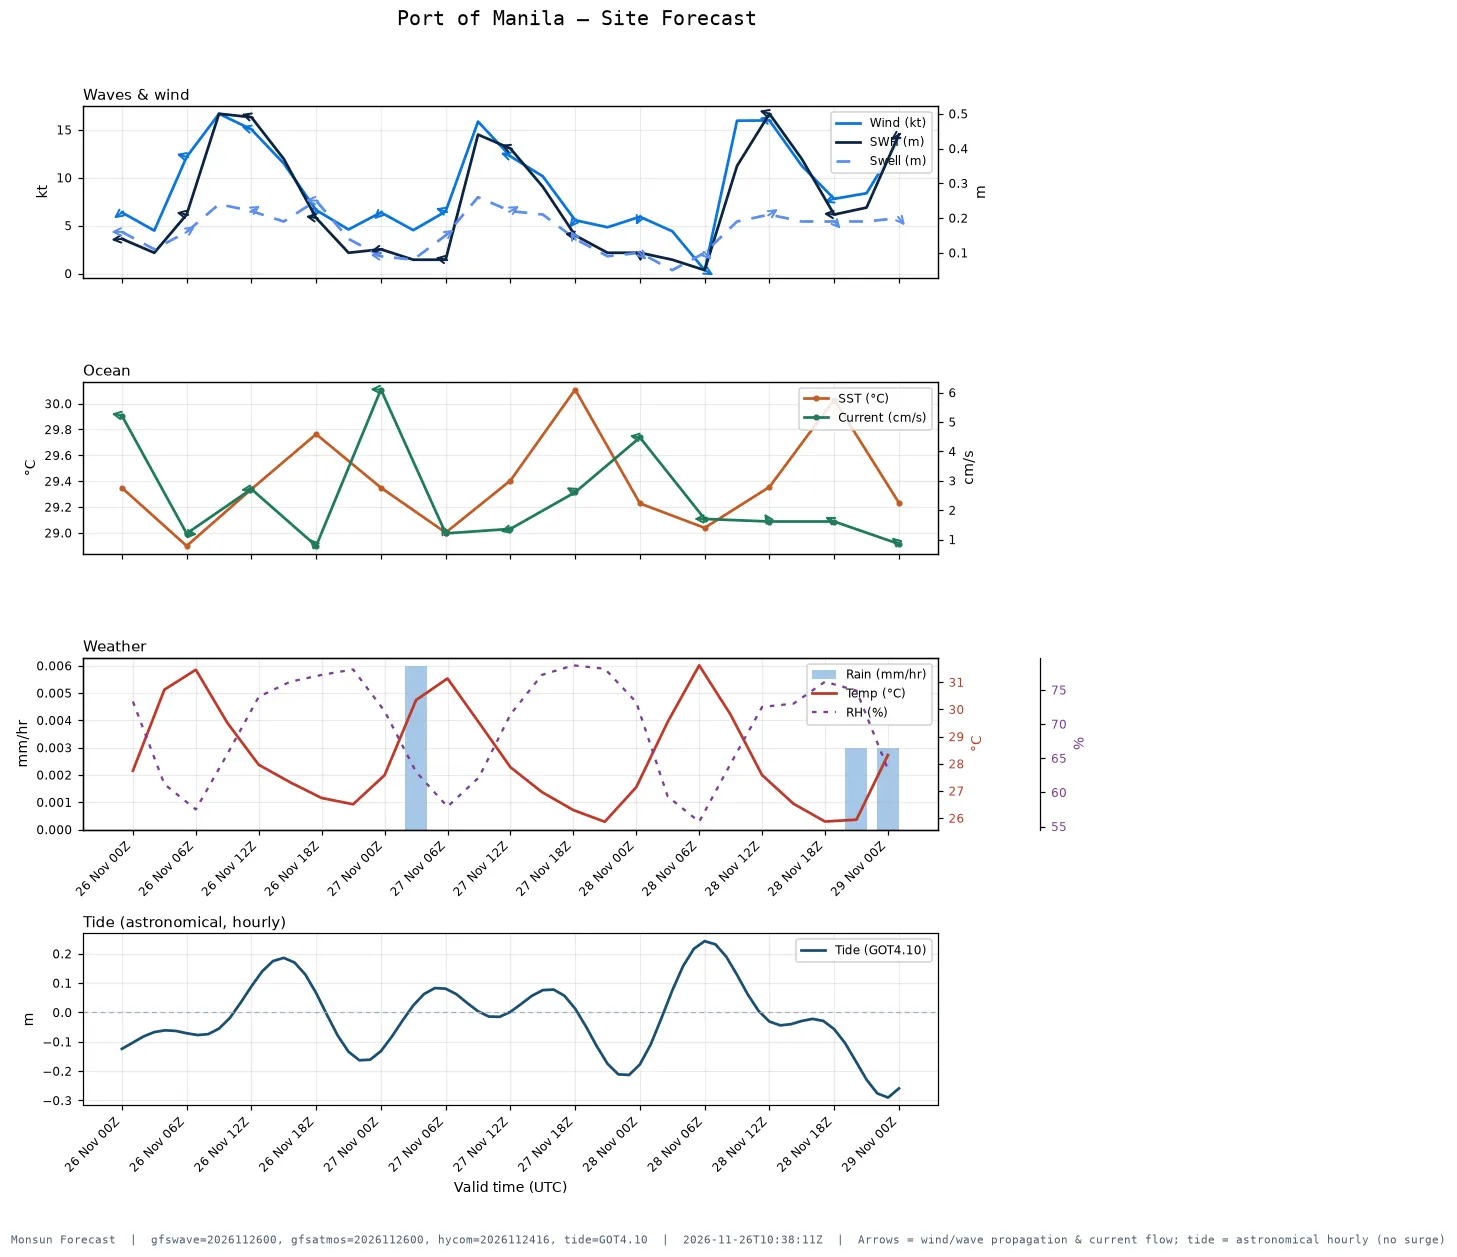 Port of Manila — Site Forecast
Waves & wind
15
10
5
0
kt
0.5
0.4
0.3
0.2
0.1
m
Wind (kt)
SWH (m)
Swell (m)
Ocean
30.0
29.8
29.6
29.4
29.2
29.0
°C
6
5
4
3
2
1
cm/s
SST (°C)
Current (cm/s)
Weather
0.006
0.005
0.004
0.003
0.002
0.001
0.000
mm/hr
31
30
29
28
27
26
°C
75
70
65
60
55
%
Rain (mm/hr)
Temp (°C)
RH (%)
26 Nov 00Z
26 Nov 06Z
26 Nov 12Z
26 Nov 18Z
27 Nov 00Z
27 Nov 06Z
27 Nov 12Z
27 Nov 18Z
28 Nov 00Z
28 Nov 06Z
28 Nov 12Z
28 Nov 18Z
29 Nov 00Z
Tide (astronomical, hourly)
0.2
0.1
0.0
−0.1
−0.2
−0.3
m
Tide (GOT4.10)
26 Nov 00Z
26 Nov 06Z
26 Nov 12Z
26 Nov 18Z
27 Nov 00Z
27 Nov 06Z
27 Nov 12Z
27 Nov 18Z
28 Nov 00Z
28 Nov 06Z
28 Nov 12Z
28 Nov 18Z
29 Nov 00Z
Valid time (UTC)
Monsun Forecast | gfswave=2026112600, gfsatmos=2026112600, hycom=2026112416, tide=GOT4.10 | 2026-11-26T10:38:11Z | Arrows = wind/wave propagation & current flow; tide = astronomical hourly (no surge)